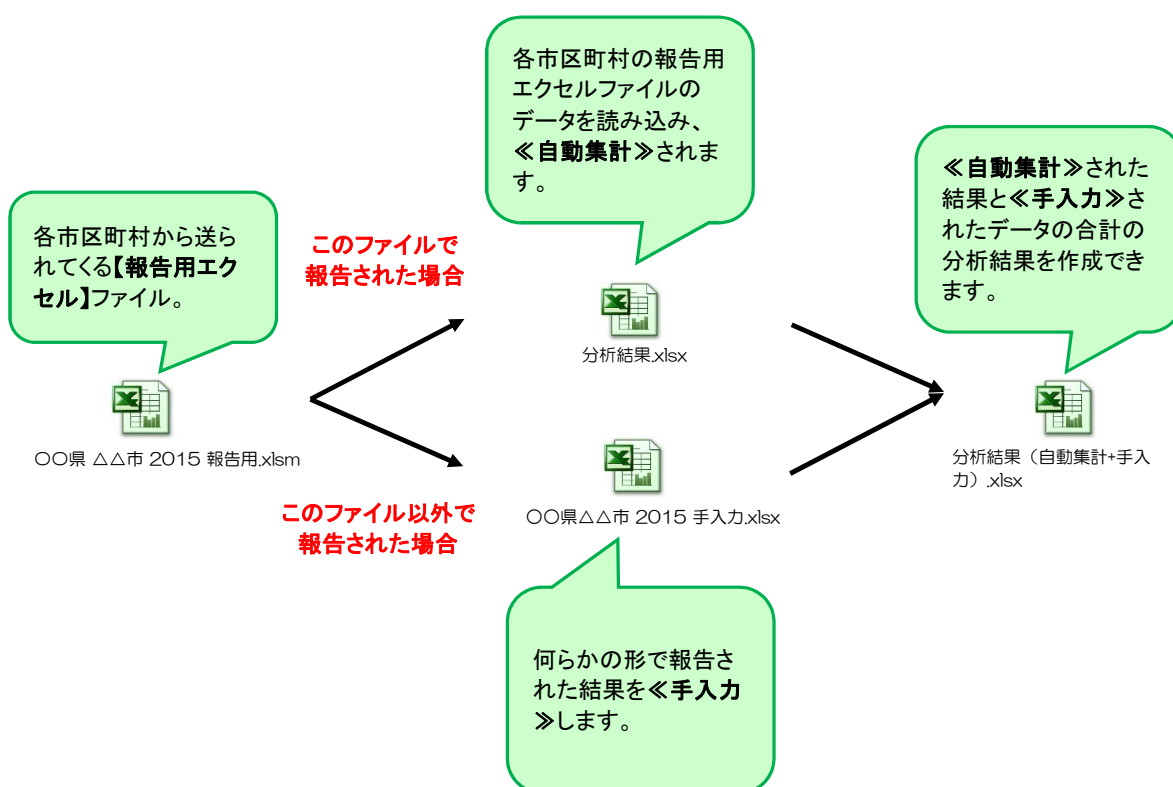 各市区町村の報告用
エクセルファイルの
データを読み込み、
≪自動集計≫されま
す。
≪自動集計≫された
結果と≪手入力≫さ
れたデータの合計の
分析結果を作成でき
ます。
各市区町村から送ら
れてくる【報告用エク
セル】ファイル。
このファイルで
報告された場合
分析結果.xlsx
〇〇県 △△市 2015 報告用.xlsm
分析結果（自動集計+手入
力）.xlsx
このファイル以外で
報告された場合
〇〇県△△市 2015 手入力.xlsx
何らかの形で報告さ
れた結果を≪手入力
≫します。